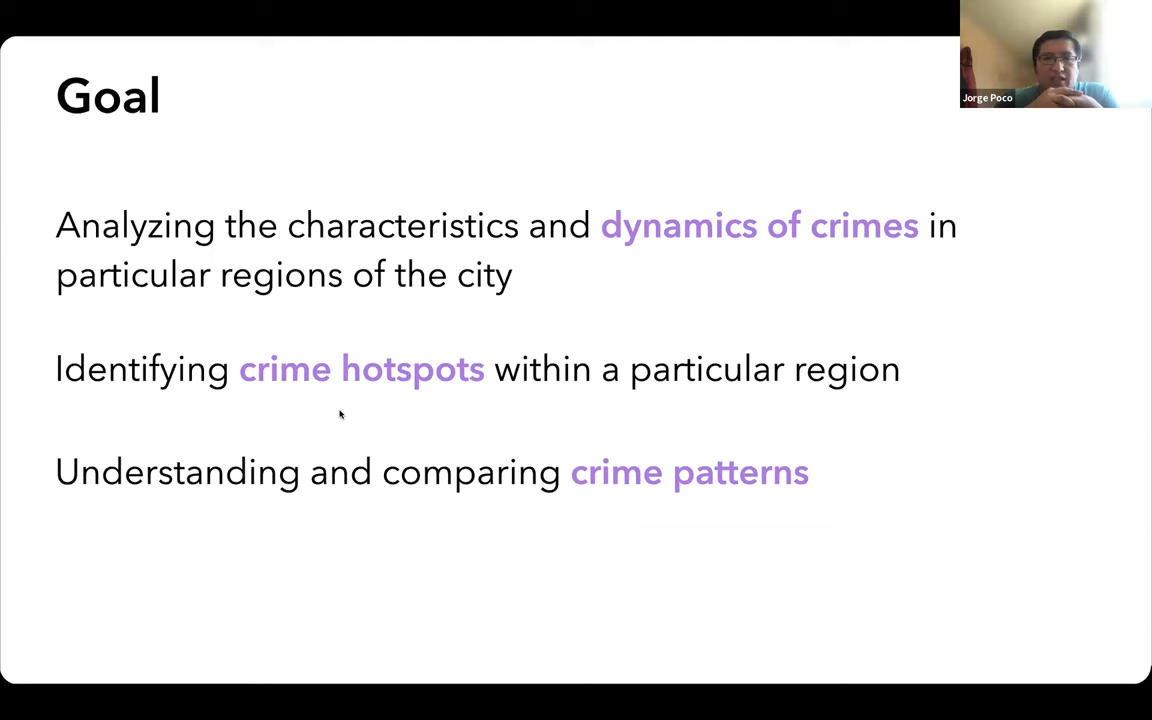 Goal
Jorge Poco
Analyzing the characteristics and dynamics of crimes in
particular regions of the city
Identifying crime hotspots within a particular region
Understanding and comparing crime patterns